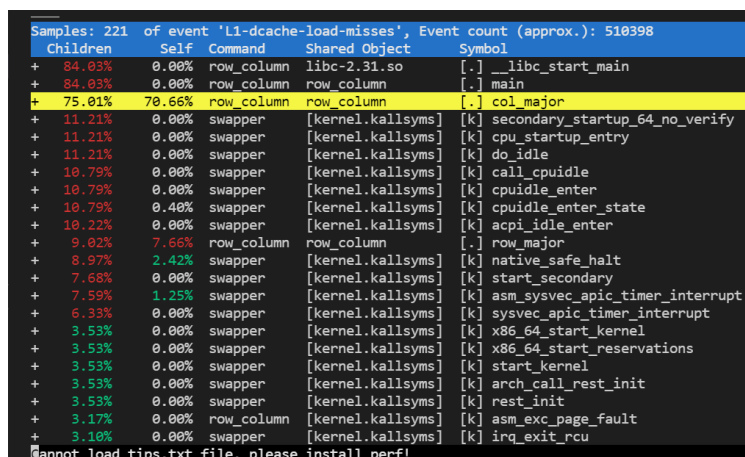 Samples: 221  of event 'L1-dcache-load-misses', Event count (approx.): 510398
  Children      Self  Command     Shared Object      Symbol
+   84.03%     0.00%  row_column  libc-2.31.so       [.] __libc_start_main
+   84.03%     0.00%  row_column  row_column         [.] main
+   75.01%    70.66%  row_column  row_column         [.] col_major
+   11.21%     0.00%  swapper     [kernel.kallsyms]  [k] secondary_startup_64_no_verify
+   11.21%     0.00%  swapper     [kernel.kallsyms]  [k] cpu_startup_entry
+   11.21%     0.00%  swapper     [kernel.kallsyms]  [k] do_idle
+   10.79%     0.00%  swapper     [kernel.kallsyms]  [k] call_cpuidle
+   10.79%     0.00%  swapper     [kernel.kallsyms]  [k] cpuidle_enter
+   10.79%     0.40%  swapper     [kernel.kallsyms]  [k] cpuidle_enter_state
+   10.22%     0.00%  swapper     [kernel.kallsyms]  [k] acpi_idle_enter
+    9.02%     7.66%  row_column  row_column         [.] row_major
+    8.97%     2.42%  swapper     [kernel.kallsyms]  [k] native_safe_halt
+    7.68%     0.00%  swapper     [kernel.kallsyms]  [k] start_secondary
+    7.59%     1.25%  swapper     [kernel.kallsyms]  [k] asm_sysvec_apic_timer_interrupt
+    6.33%     0.00%  swapper     [kernel.kallsyms]  [k] sysvec_apic_timer_interrupt
+    3.53%     0.00%  swapper     [kernel.kallsyms]  [k] x86_64_start_kernel
+    3.53%     0.00%  swapper     [kernel.kallsyms]  [k] x86_64_start_reservations
+    3.53%     0.00%  swapper     [kernel.kallsyms]  [k] start_kernel
+    3.53%     0.00%  swapper     [kernel.kallsyms]  [k] arch_call_rest_init
+    3.53%     0.00%  swapper     [kernel.kallsyms]  [k] rest_init
+    3.17%     0.00%  row_column  [kernel.kallsyms]  [k] asm_exc_page_fault
+    3.10%     0.00%  swapper     [kernel.kallsyms]  [k] irq_exit_rcu
Cannot load tips.txt file, please install perf!